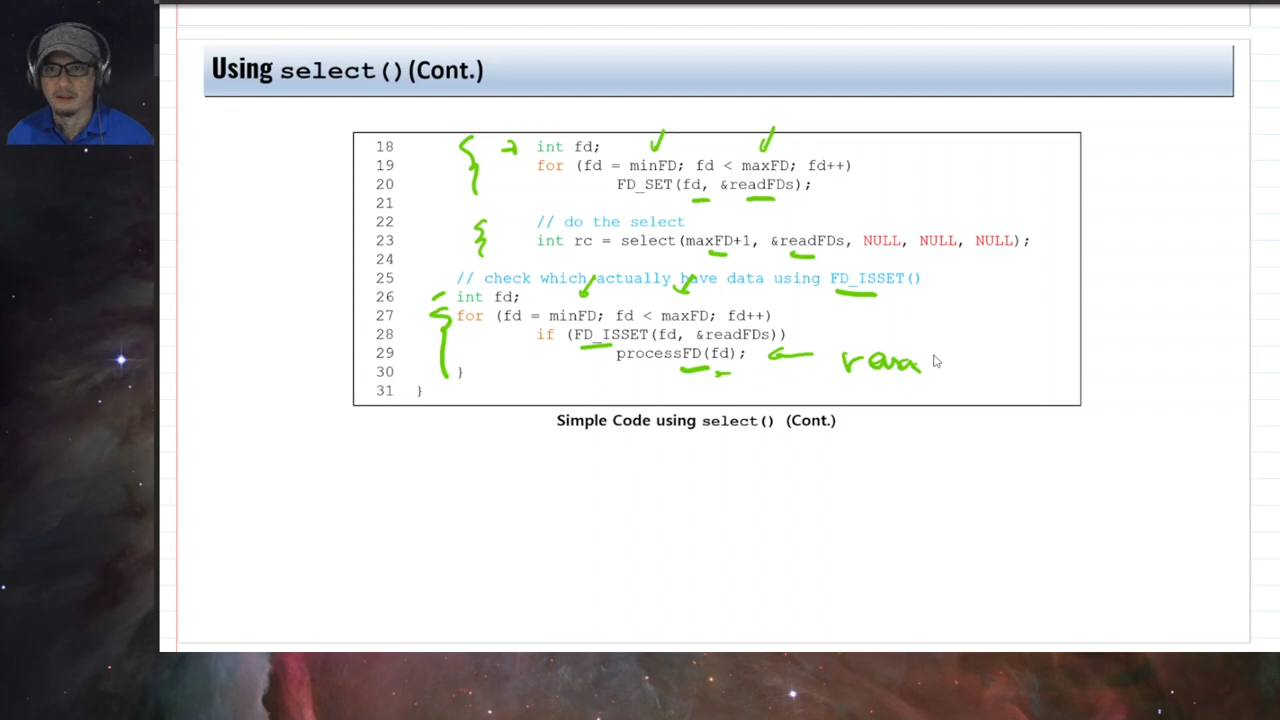 Using select() (Cont.)
18 int fd;
19 for (fd = minFD; fd < maxFD; fd++)
20 FD_SET(fd, &readFDs);
21
22 // do the select
23 int rc = select(maxFD+1, &readFDs, NULL, NULL, NULL);
24
25 // check which actually have data using FD_ISSET()
26 int fd;
27 for (fd = minFD; fd < maxFD; fd++)
28 if (FD_ISSET(fd, &readFDs))
29 processFD(fd);
30 }
31 }
Simple Code using select() (Cont.)